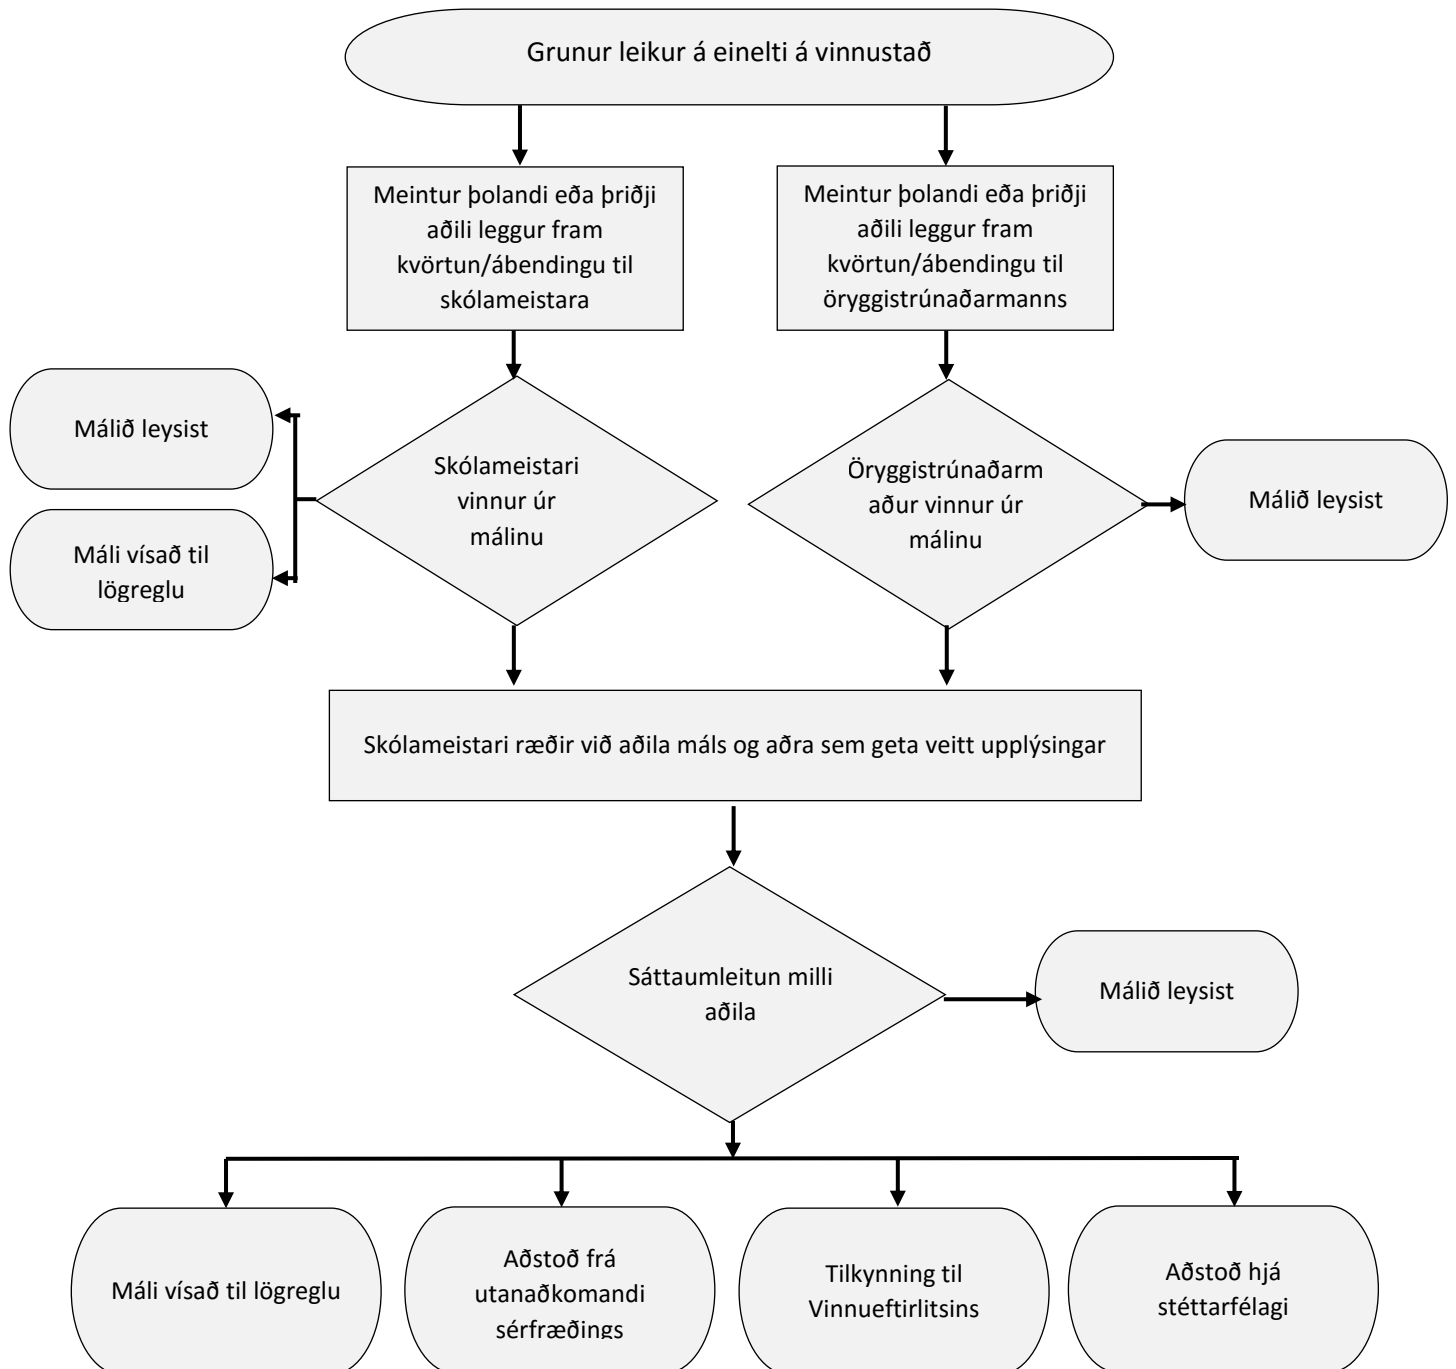 Grunur leikur á einelti á vinnustað
Meintur þolandi eða þriðji
aðili leggur fram
kvörtun/ábendingu til
skólameistara
Meintur þolandi eða þriðji
aðili leggur fram
kvörtun/ábendingu til
öryggistrúnaðarmanns
Málið leysist
Máli vísað til
lögreglu
Skólameistari
vinnur úr
málinu
Öryggistrúnaðarm
aður vinnur úr
málinu
Málið leysist
Skólameistari ræðir við aðila máls og aðra sem geta veitt upplýsingar
Sáttaumleitun milli
aðila
Málið leysist
Máli vísað til lögreglu
Aðstoð frá
utanaðkomandi
sérfræðings
Tilkynning til
Vinnueftirlitsins
Aðstoð hjá
stéttarfélagi